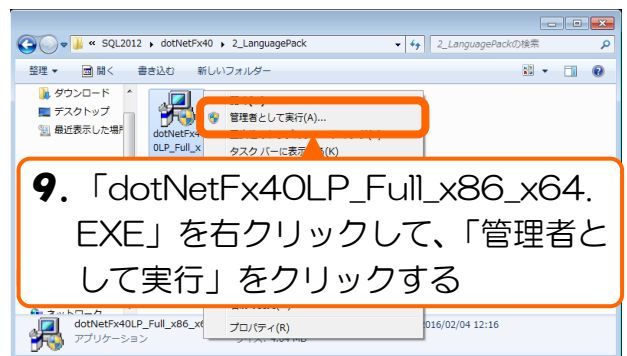 « SQL2012 ▸ dotNetFx40 ▸ 2_LanguagePack
2_LanguagePackの検索
整理 ▼ 開く 書き込む 新しいフォルダー
ダウンロード
デスクトップ
最近表示した場所
dotNetFx4
0LP_Full_x
管理者として実行(A)...
タスク バーに表示する(K)
9. 「dotNetFx40LP_Full_x86_x64.
EXE」を右クリックして、「管理者と
して実行」をクリックする
ネットワーク
プロパティ(R)
dotNetFx40LP_Full_x86_x6
2016/02/04 12:16
アプリケーション